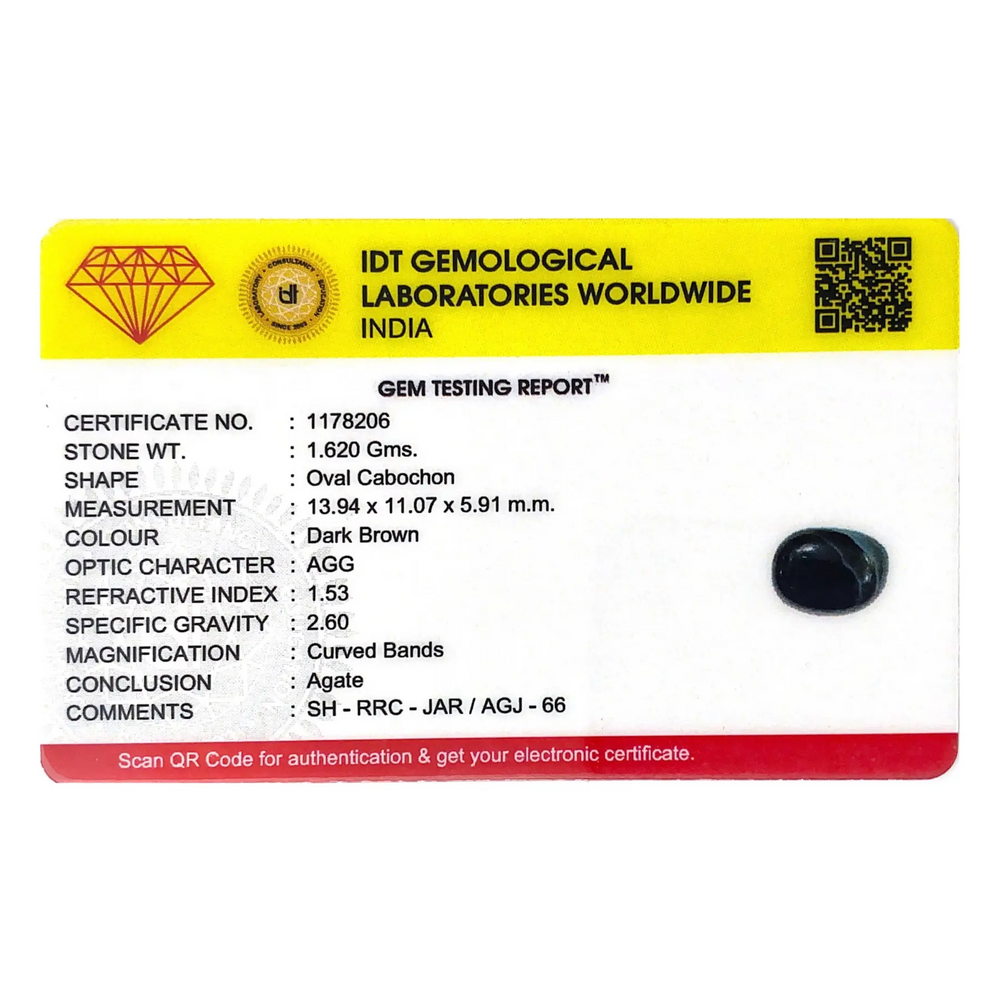 IDT GEMOLOGICAL
LABORATORIES WORLDWIDE
INDIA
LABORATORY • CONSULTANCY • EDUCATION
GEM TESTING REPORT™
CERTIFICATE NO. : 1178206
STONE WT. : 1.620 Gms.
SHAPE : Oval Cabochon
MEASUREMENT : 13.94 x 11.07 x 5.91 m.m.
COLOUR : Dark Brown
OPTIC CHARACTER : AGG
REFRACTIVE INDEX : 1.53
SPECIFIC GRAVITY : 2.60
MAGNIFICATION : Curved Bands
CONCLUSION : Agate
COMMENTS : SH - RRC - JAR / AGJ - 66
Scan QR Code for authentication & get your electronic certificate.